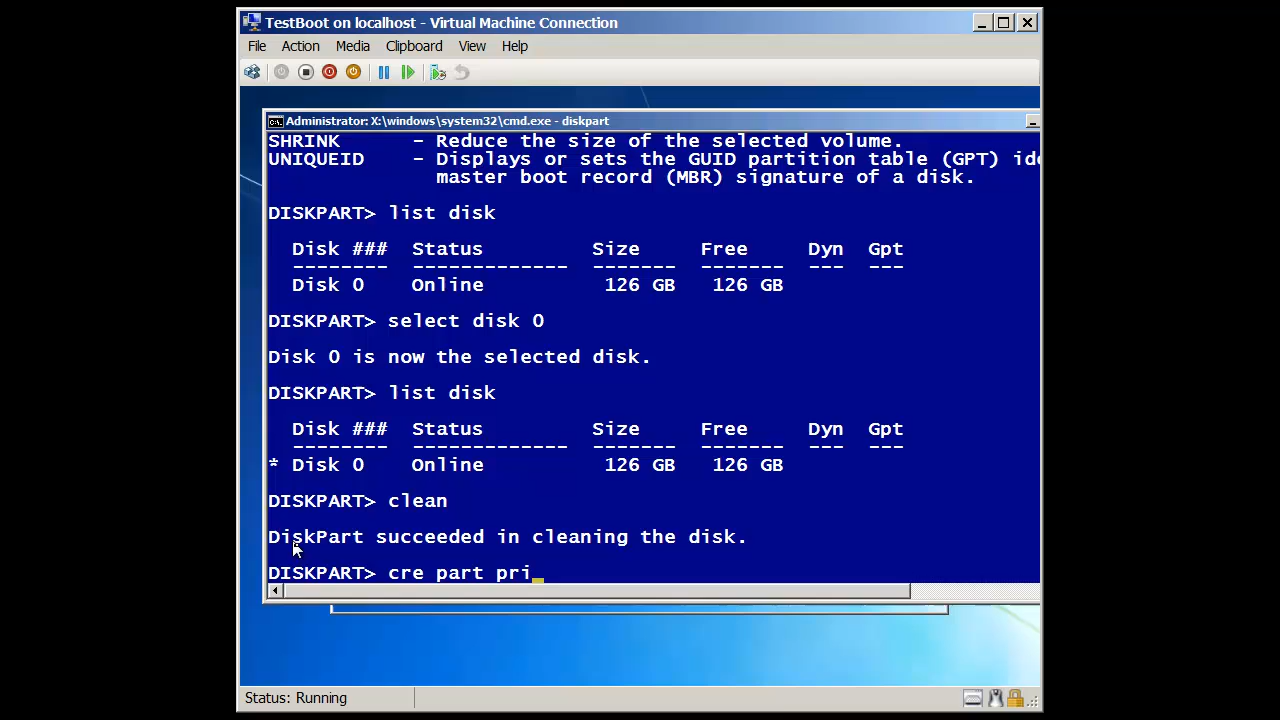 TestBoot on localhost - Virtual Machine Connection
File Action Media Clipboard View Help
Administrator: X:\windows\system32\cmd.exe - diskpart
SHRINK - Reduce the size of the selected volume.
UNIQUEID - Displays or sets the GUID partition table (GPT) ide
master boot record (MBR) signature of a disk.
DISKPART> list disk
Disk ### Status Size Free Dyn Gpt
-------- ------------- ------- ------- --- ---
Disk 0 Online 126 GB 126 GB
DISKPART> select disk 0
Disk 0 is now the selected disk.
DISKPART> list disk
Disk ### Status Size Free Dyn Gpt
-------- ------------- ------- ------- --- ---
* Disk 0 Online 126 GB 126 GB
DISKPART> clean
DiskPart succeeded in cleaning the disk.
DISKPART> cre part pri_
Status: Running